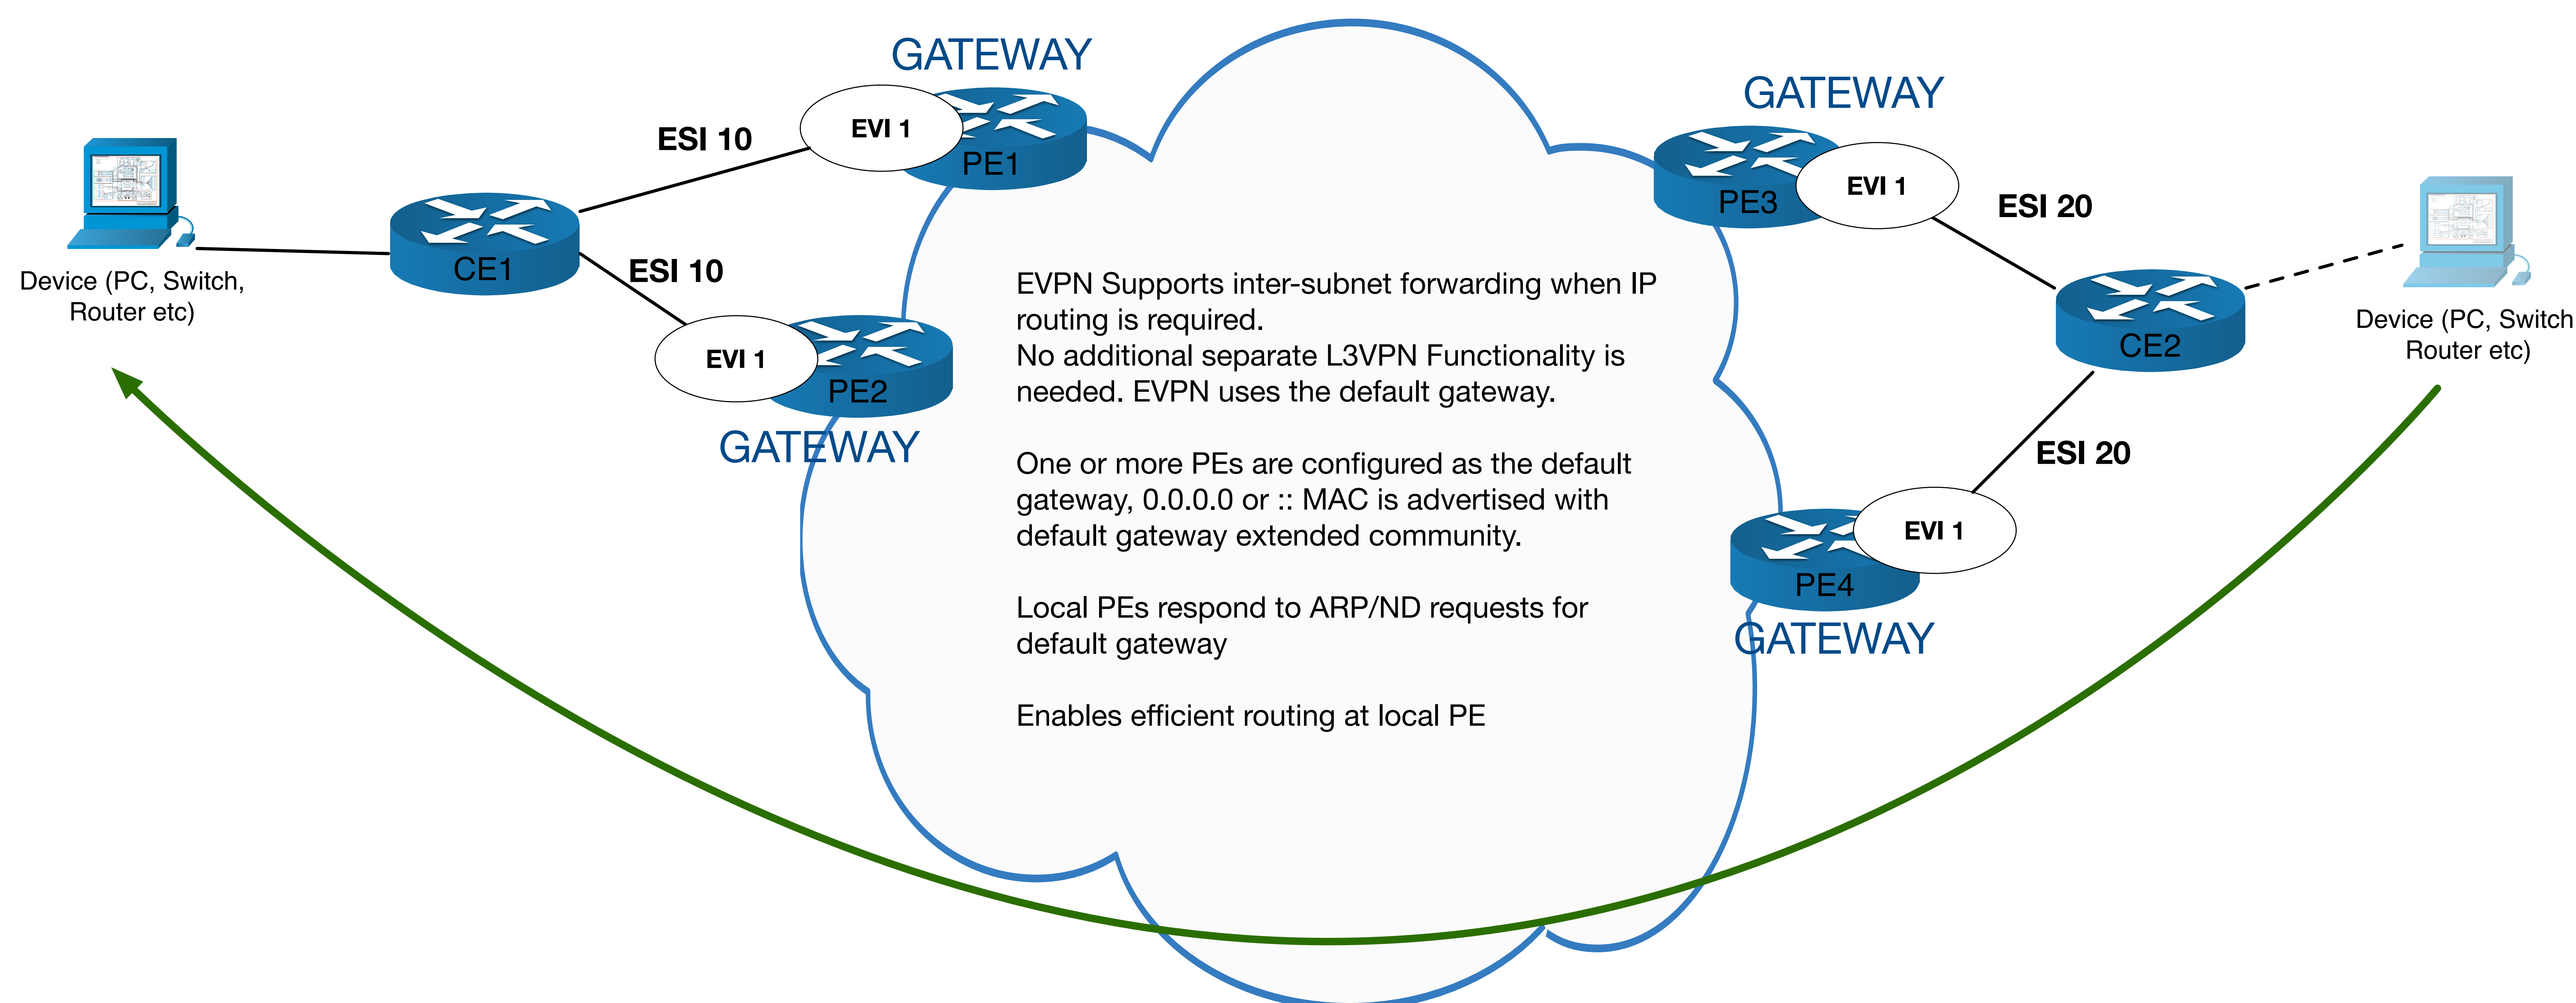 GATEWAY
EVI 1
PE1
ESI 10
CE1
ESI 10
Device (PC, Switch,
Router etc)
EVI 1
PE2
GATEWAY
EVPN Supports inter-subnet forwarding when IP
routing is required.
No additional separate L3VPN Functionality is
needed. EVPN uses the default gateway.
One or more PEs are configured as the default
gateway, 0.0.0.0 or :: MAC is advertised with
default gateway extended community.
Local PEs respond to ARP/ND requests for
default gateway
Enables efficient routing at local PE
GATEWAY
PE3
EVI 1
ESI 20
CE2
Device (PC, Switch
Router etc)
ESI 20
EVI 1
PE4
GATEWAY